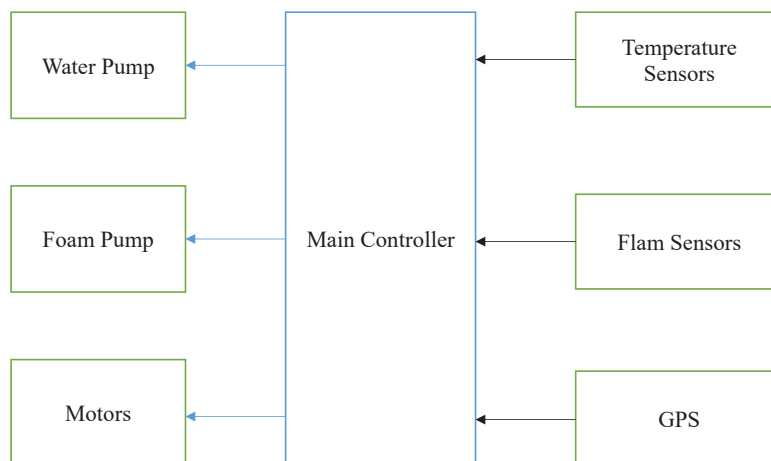 Water Pump
Temperature
Sensors
Foam Pump
Main Controller
Flam Sensors
Motors
GPS